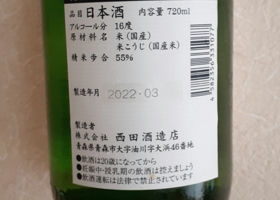 品目 日本酒 内容量 720ml
アルコール分 16度
原材料名 米(国産)
米こうじ(国産米)
精米歩合 55%
製造年月 2022.03
製造者
株式会社 西田酒造店
青森県青森市大字油川字大浜46番地
●飲酒は20歳になってから
●妊娠中・授乳期の飲酒は控えましょう
●飲酒運転は法律で禁止されています
4582356331077